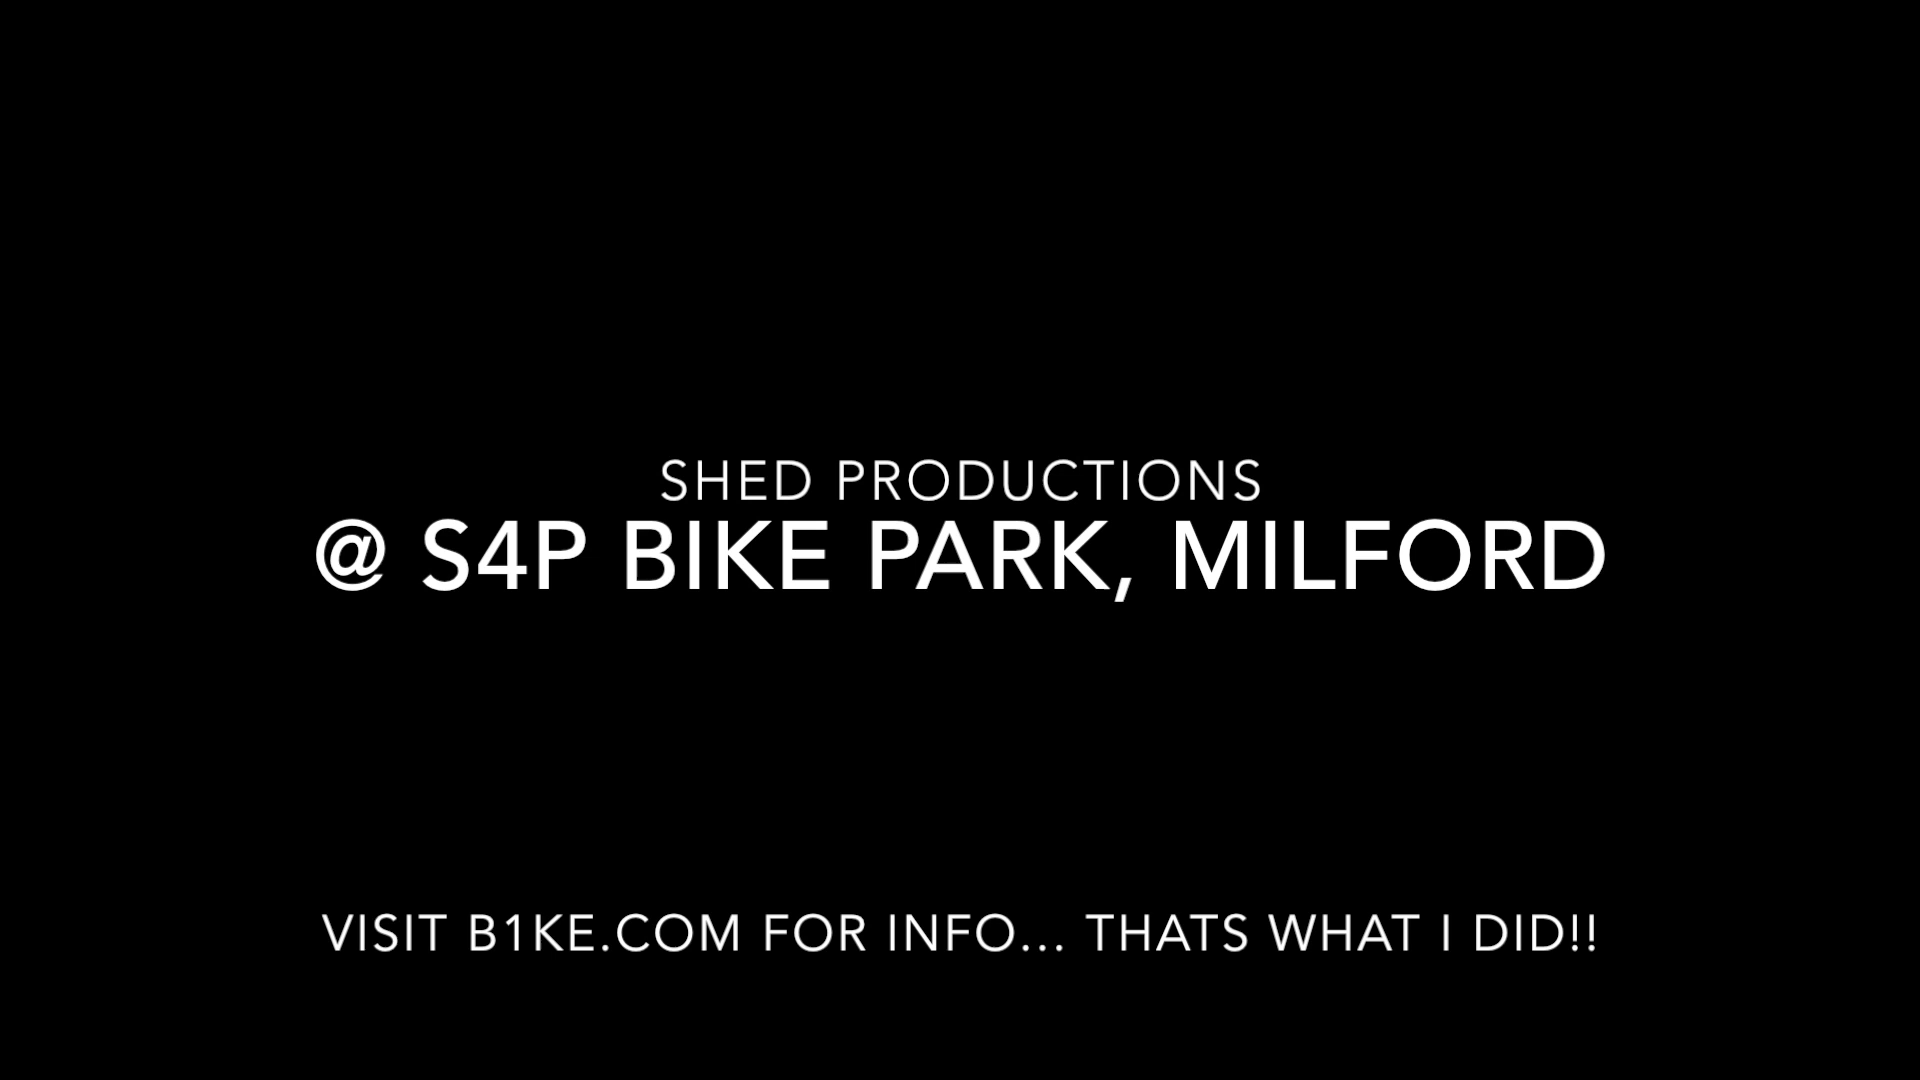 SHED PRODUCTIONS
@ S4P BIKE PARK, MILFORD
VISIT B1KE.COM FOR INFO... THATS WHAT I DID!!